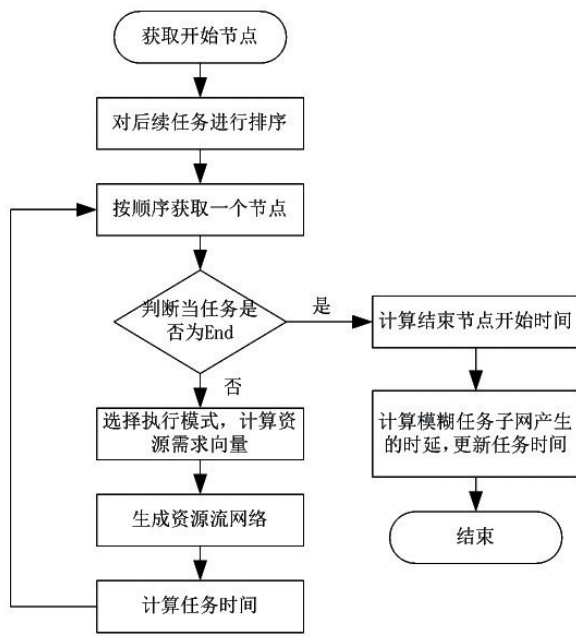 获取开始节点
对后续任务进行排序
按顺序获取一个节点
判断当任务是
否为End
是
否
选择执行模式，计算资
源需求向量
生成资源流网络
计算任务时间
计算结束节点开始时间
计算模糊任务子网产生
的时延,更新任务时间
结束